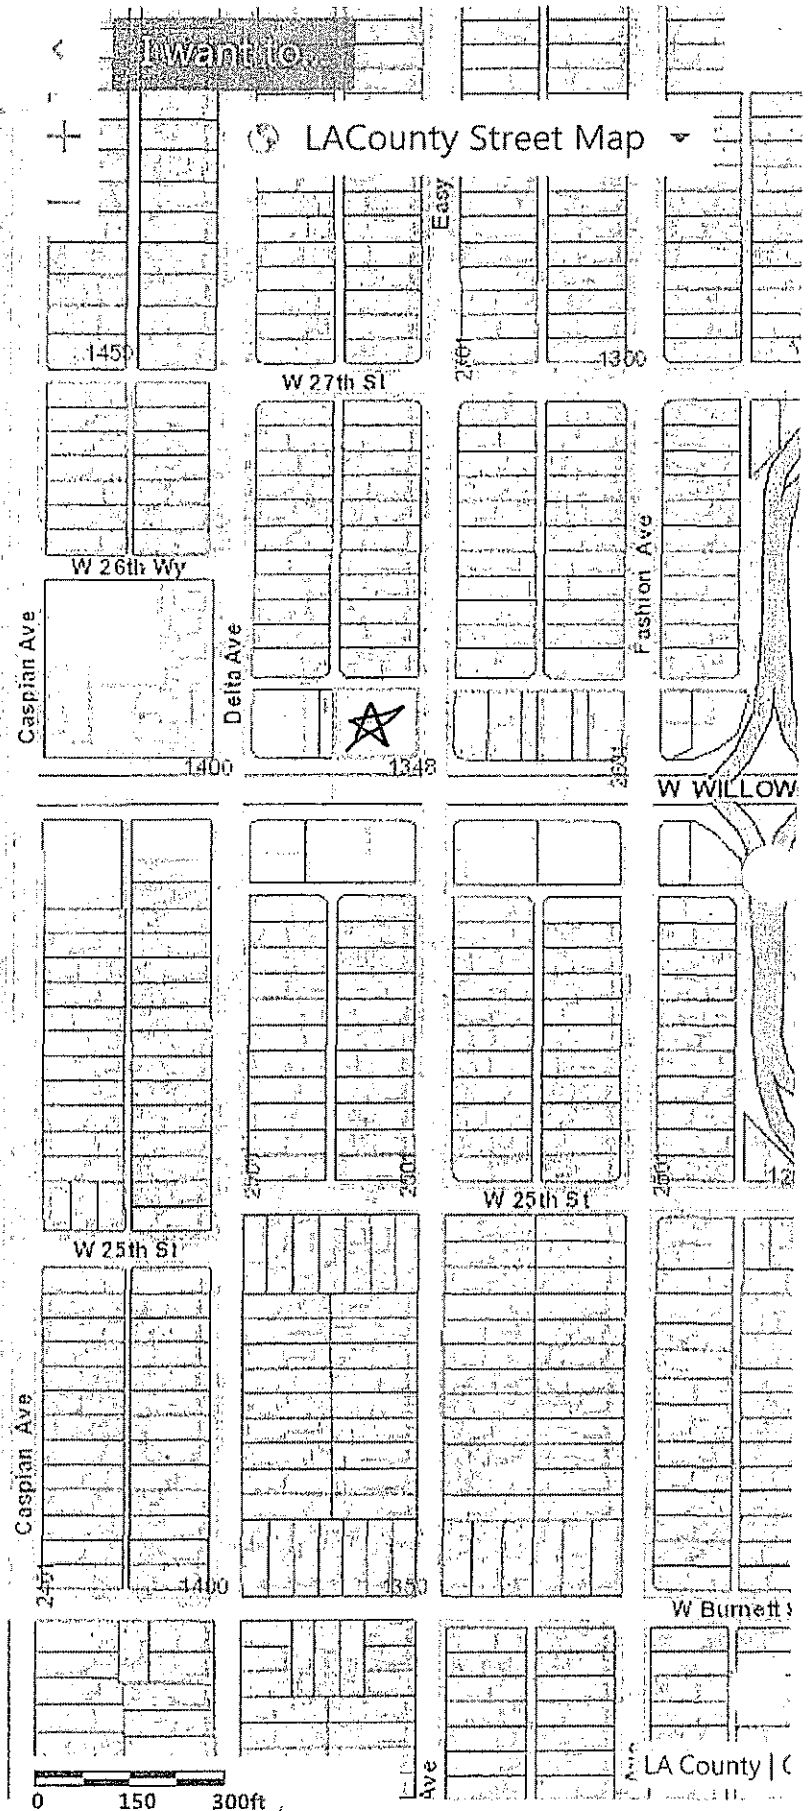 I want to...
LACounty Street Map
Easy
1450
2701
1300
W 27th St
W 26th Wy
Fashion Ave
Caspian Ave
Delta Ave
1400
1348
W WILLOW
2501
2501
W 25th St
W 25th St
Caspian Ave
1400
1350
W Burnett
Ave
LA County |
0 150 300ft